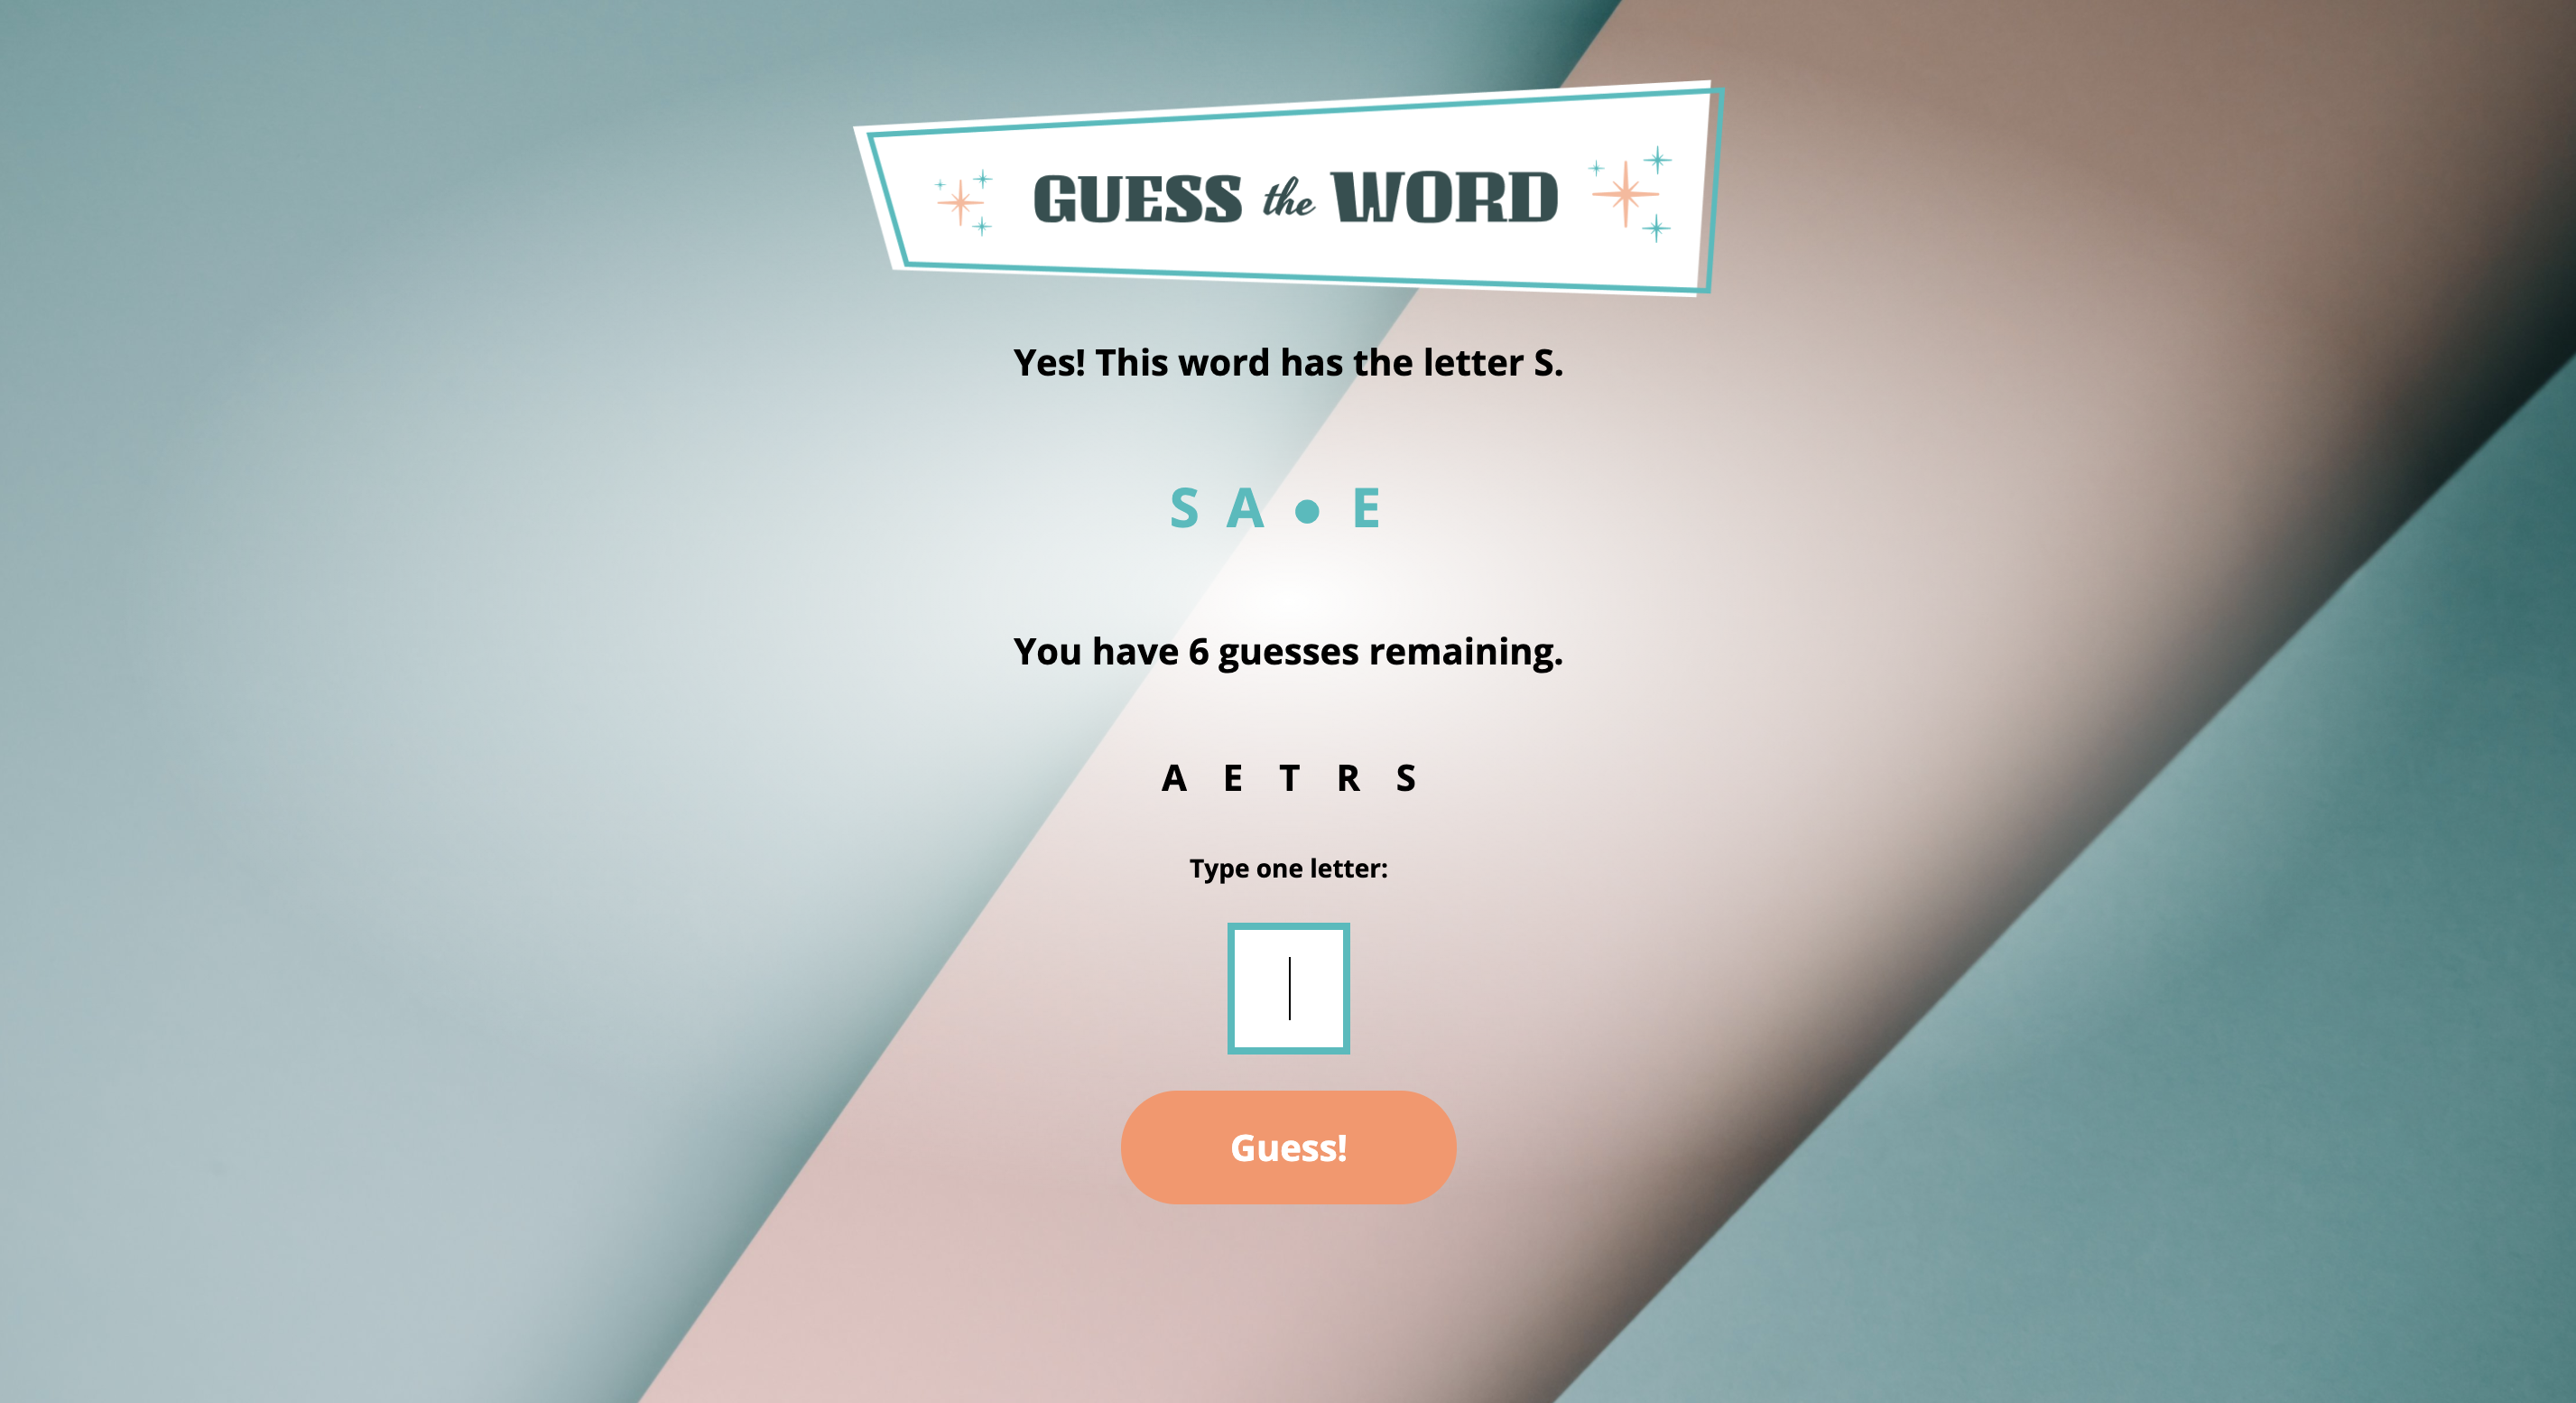 GUESS the WORD
Yes! This word has the letter S.
S A ● E
You have 6 guesses remaining.
A E T R S
Type one letter:
Guess!